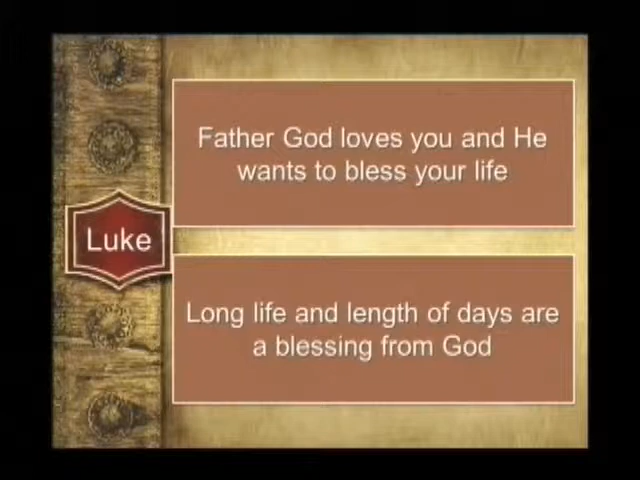 Father God loves you and He
wants to bless your life
Luke
Long life and length of days are
a blessing from God